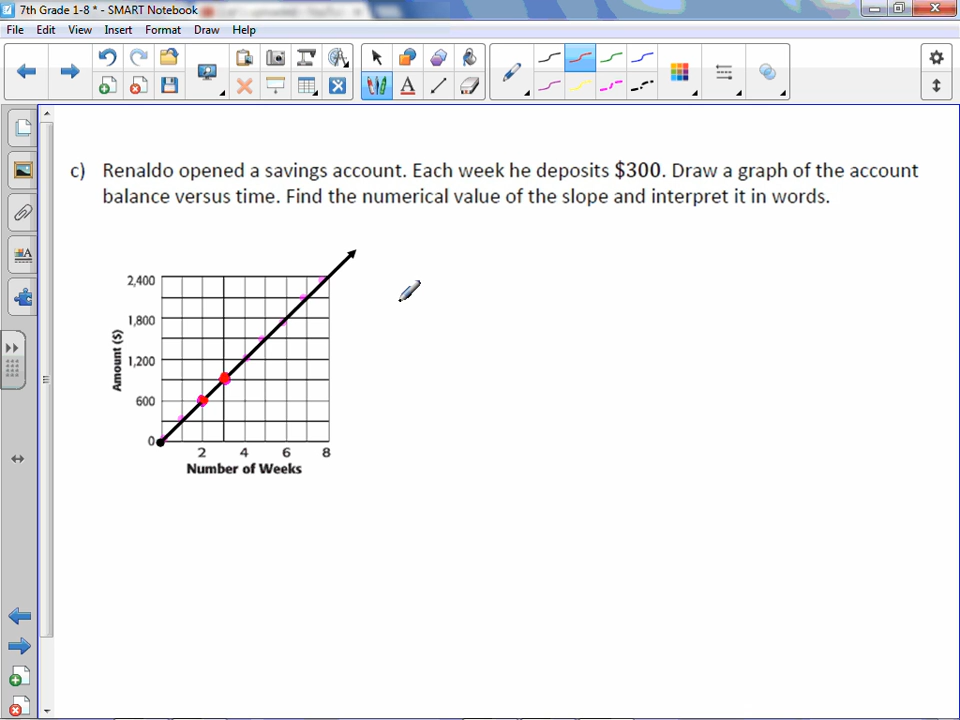 7th Grade 1-8 * - SMART Notebook
File Edit View Insert Format Draw Help
c) Renaldo opened a savings account. Each week he deposits $300. Draw a graph of the account
balance versus time. Find the numerical value of the slope and interpret it in words.
2,400
1,800
1,200
600
0
Amount ($)
2 4 6 8
Number of Weeks